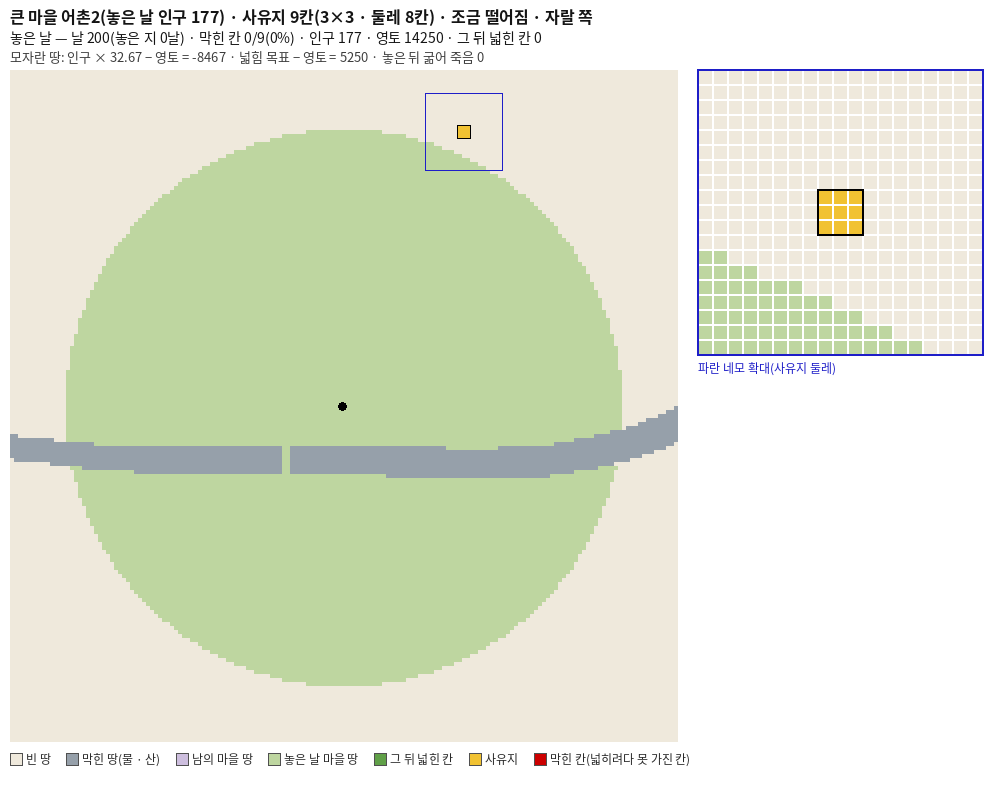 큰 마을 어촌2(놓은 날 인구 177) · 사유지 9칸(3×3 · 둘레 8칸) · 조금 떨어짐 · 자랄 쪽
놓은 날 — 날 200(놓은 지 0날) · 막힌 칸 0/9(0%) · 인구 177 · 영토 14250 · 그 뒤 넓힌 칸 0
모자란 땅: 인구 × 32.67 − 영토 = -8467 · 넓힘 목표 − 영토 = 5250 · 놓은 뒤 굶어 죽음 0
파란 네모 확대(사유지 둘레)
빈 땅 막힌 땅(물 · 산) 남의 마을 땅 놓은 날 마을 땅 그 뒤 넓힌 칸 사유지 막힌 칸(넓히려다 못 가진 칸)